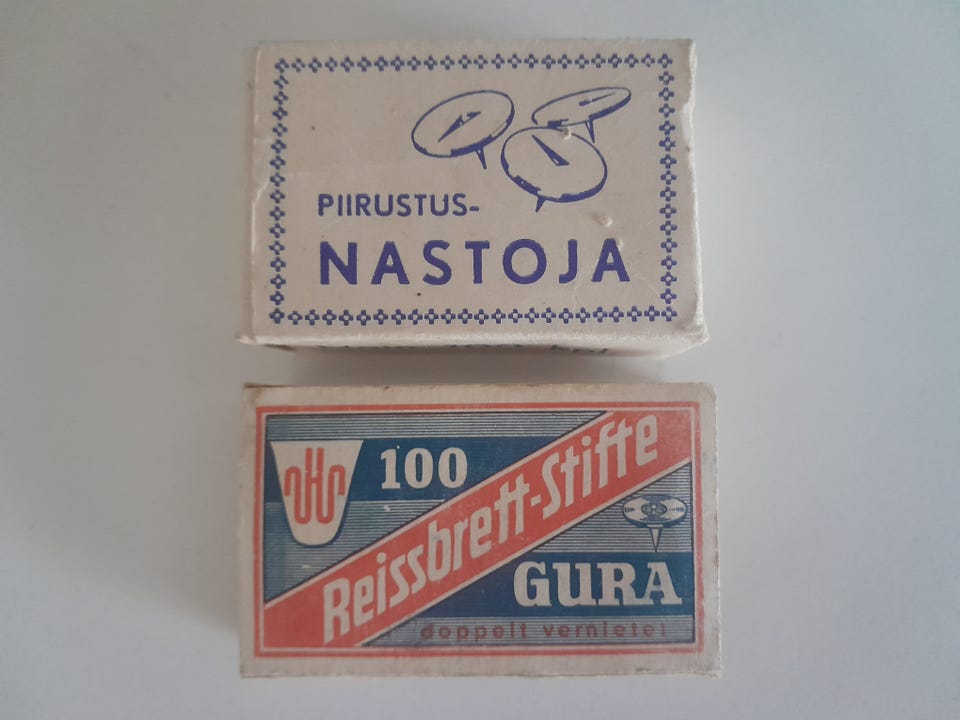 PIIRUSTUS-
NASTOJA
100
Reissbrett-Stifte
GURA
doppelt vernietet